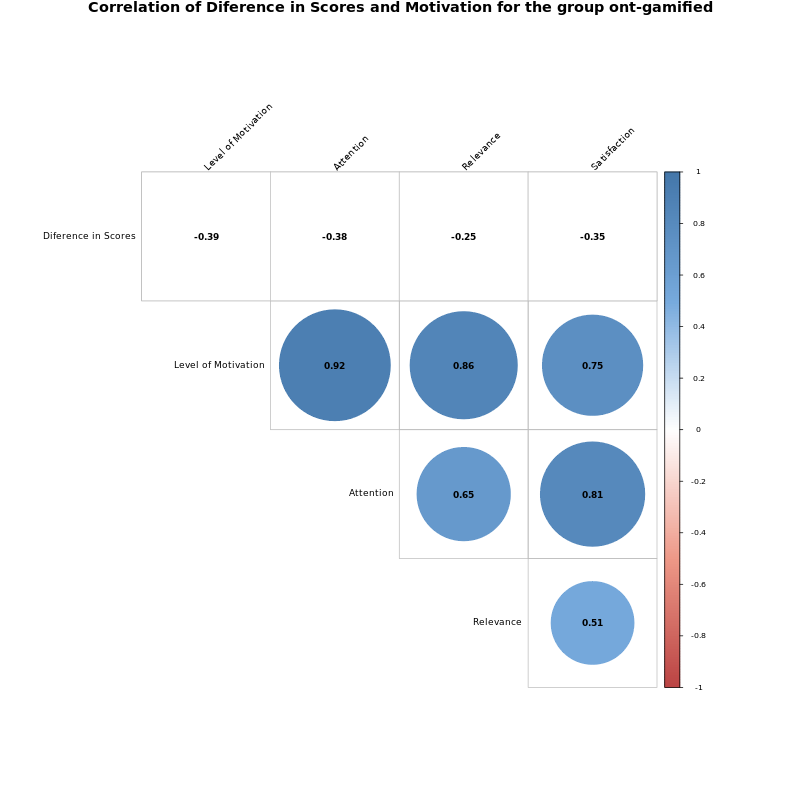 Correlation of Diference in Scores and Motivation for the group ont-gamified
Level of Motivation
Attention
Relevance
Satisfaction
Diference in Scores
-0.39
-0.38
-0.25
-0.35
Level of Motivation
0.92
0.86
0.75
Attention
0.65
0.81
Relevance
0.51
1
0.8
0.6
0.4
0.2
0
-0.2
-0.4
-0.6
-0.8
-1